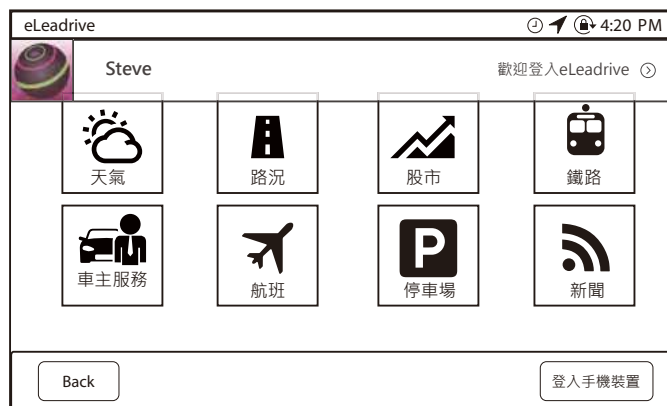 eLeadrive 4:20 PM
Steve 歡迎登入eLeadrive
天氣 路況 股市 鐵路
車主服務 航班 P 停車場 新聞
Back 登入手機裝置